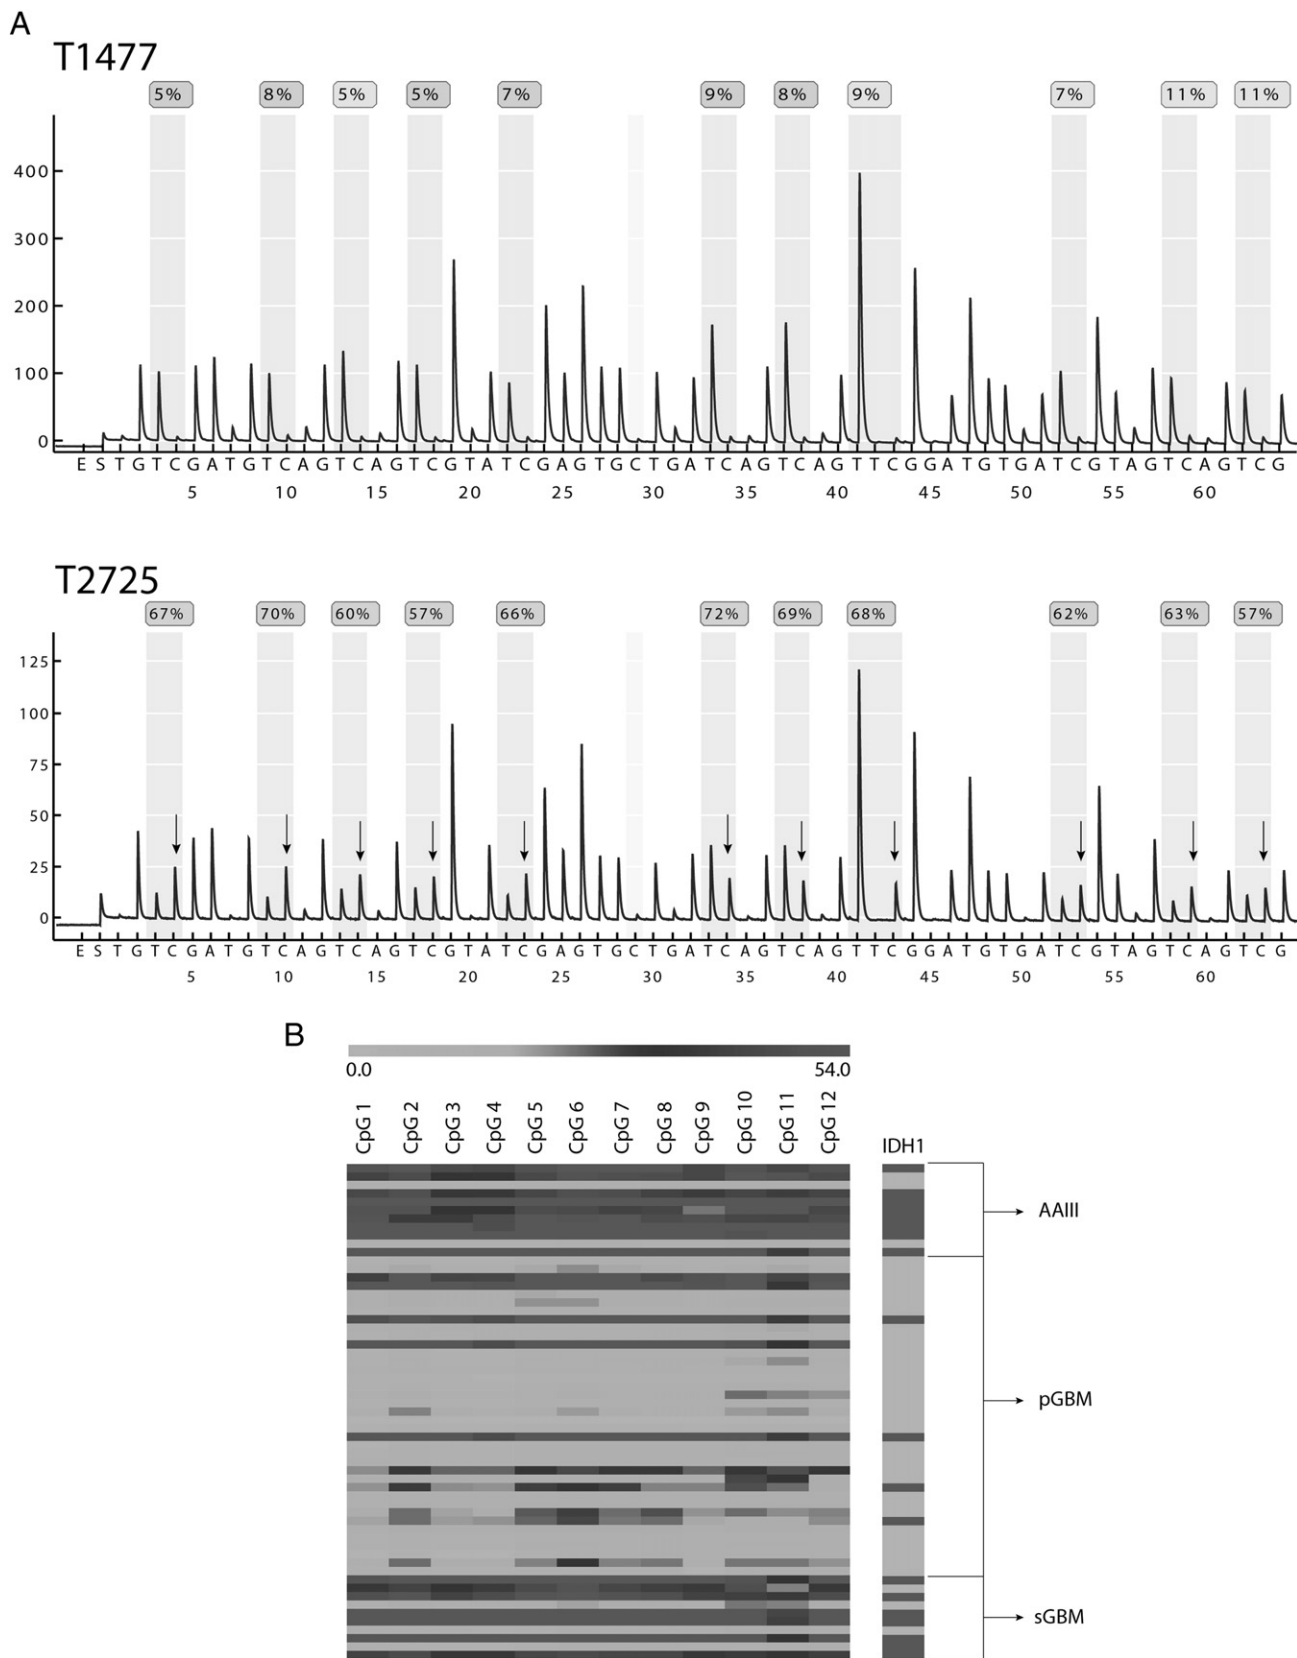 A
T1477
5% 8% 5% 5% 7% 9% 8% 9% 7% 11% 11%
400
300
200
100
0
E S T G T C G A T G T C A G T C A G T C G T A T C G A G T G C T G A T C A G T C A G T T C G G A T G T G A T C G T A G T C A G T C G
5 10 15 20 25 30 35 40 45 50 55 60
T2725
67% 70% 60% 57% 66% 72% 69% 68% 62% 63% 57%
125
100
75
50
25
0
E S T G T C G A T G T C A G T C A G T C G T A T C G A G T G C T G A T C A G T C A G T T C G G A T G T G A T C G T A G T C A G T C G
5 10 15 20 25 30 35 40 45 50 55 60
B
0.0 54.0
CpG 1 CpG 2 CpG 3 CpG 4 CpG 5 CpG 6 CpG 7 CpG 8 CpG 9 CpG 10 CpG 11 CpG 12
IDH1
AAIII
pGBM
sGBM